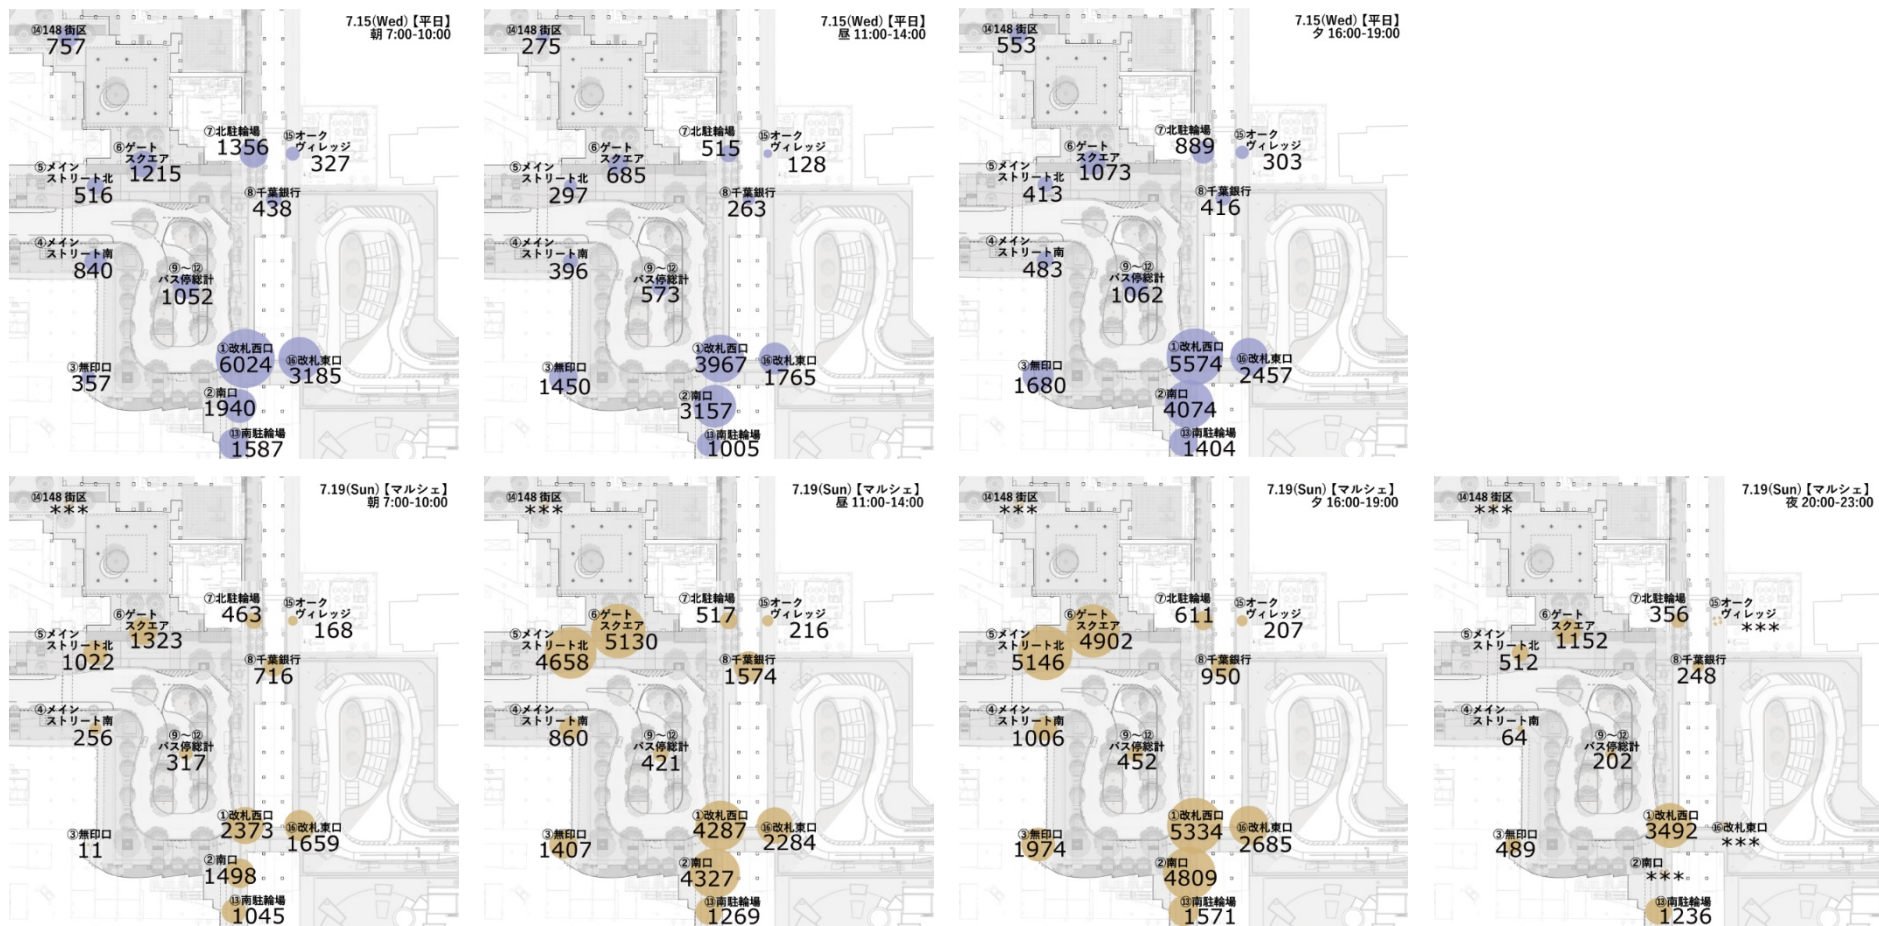 7.15(Wed)【平日】
朝 7:00-10:00
⑭148 街区
757
⑦北駐輪場
1356
⑮オーク
ヴィレッジ
327
⑥ゲート
スクエア
1215
⑤メイン
ストリート北
516
⑧千葉銀行
438
④メイン
ストリート南
840
⑨～⑫
バス停総計
1052
①改札西口
6024
⑯改札東口
3185
③無印口
357
②南口
1940
⑬南駐輪場
1587
7.15(Wed)【平日】
昼 11:00-14:00
⑭148 街区
275
⑦北駐輪場
515
⑮オーク
ヴィレッジ
128
⑥ゲート
スクエア
685
⑤メイン
ストリート北
297
⑧千葉銀行
263
④メイン
ストリート南
396
⑨～⑫
バス停総計
573
①改札西口
3967
⑯改札東口
1765
③無印口
1450
②南口
3157
⑬南駐輪場
1005
7.15(Wed)【平日】
夕 16:00-19:00
⑭148 街区
553
⑦北駐輪場
889
⑮オーク
ヴィレッジ
303
⑥ゲート
スクエア
1073
⑤メイン
ストリート北
413
⑧千葉銀行
416
④メイン
ストリート南
483
⑨～⑫
バス停総計
1062
①改札西口
5574
⑯改札東口
2457
③無印口
1680
②南口
4074
⑬南駐輪場
1404
7.19(Sun)【マルシェ】
朝 7:00-10:00
⑭148 街区
***
⑦北駐輪場
463
⑮オーク
ヴィレッジ
168
⑥ゲート
スクエア
1323
⑤メイン
ストリート北
1022
⑧千葉銀行
716
④メイン
ストリート南
256
⑨～⑫
バス停総計
317
①改札西口
2373
⑯改札東口
1659
③無印口
11
②南口
1498
⑬南駐輪場
1045
7.19(Sun)【マルシェ】
昼 11:00-14:00
⑭148 街区
***
⑦北駐輪場
517
⑮オーク
ヴィレッジ
216
⑥ゲート
スクエア
5130
⑤メイン
ストリート北
4658
⑧千葉銀行
1574
④メイン
ストリート南
860
⑨～⑫
バス停総計
421
①改札西口
4287
⑯改札東口
2284
③無印口
1407
②南口
4327
⑬南駐輪場
1269
7.19(Sun)【マルシェ】
夕 16:00-19:00
⑭148 街区
***
⑦北駐輪場
611
⑮オーク
ヴィレッジ
207
⑥ゲート
スクエア
4902
⑤メイン
ストリート北
5146
⑧千葉銀行
950
④メイン
ストリート南
1006
⑨～⑫
バス停総計
452
①改札西口
5334
⑯改札東口
2685
③無印口
1974
②南口
4809
⑬南駐輪場
1571
7.19(Sun)【マルシェ】
夜 20:00-23:00
⑭148 街区
***
⑦北駐輪場
356
⑮オーク
ヴィレッジ
***
⑥ゲート
スクエア
1152
⑤メイン
ストリート北
512
⑧千葉銀行
248
④メイン
ストリート南
64
⑨～⑫
バス停総計
202
①改札西口
3492
⑯改札東口
***
③無印口
489
②南口
***
⑬南駐輪場
1236